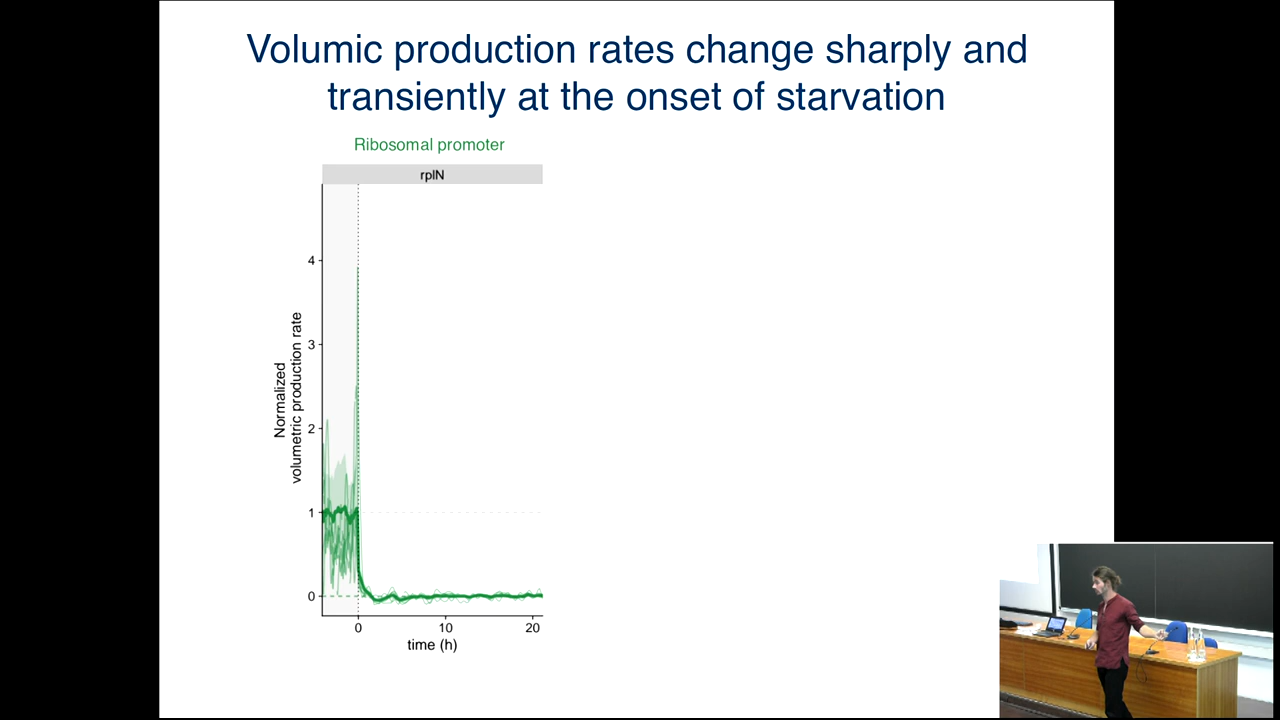 Volumic production rates change sharply and
transiently at the onset of starvation
Ribosomal promoter
rplN
Normalized
volumetric production rate
4
3
2
1
0
0
10
20
time (h)